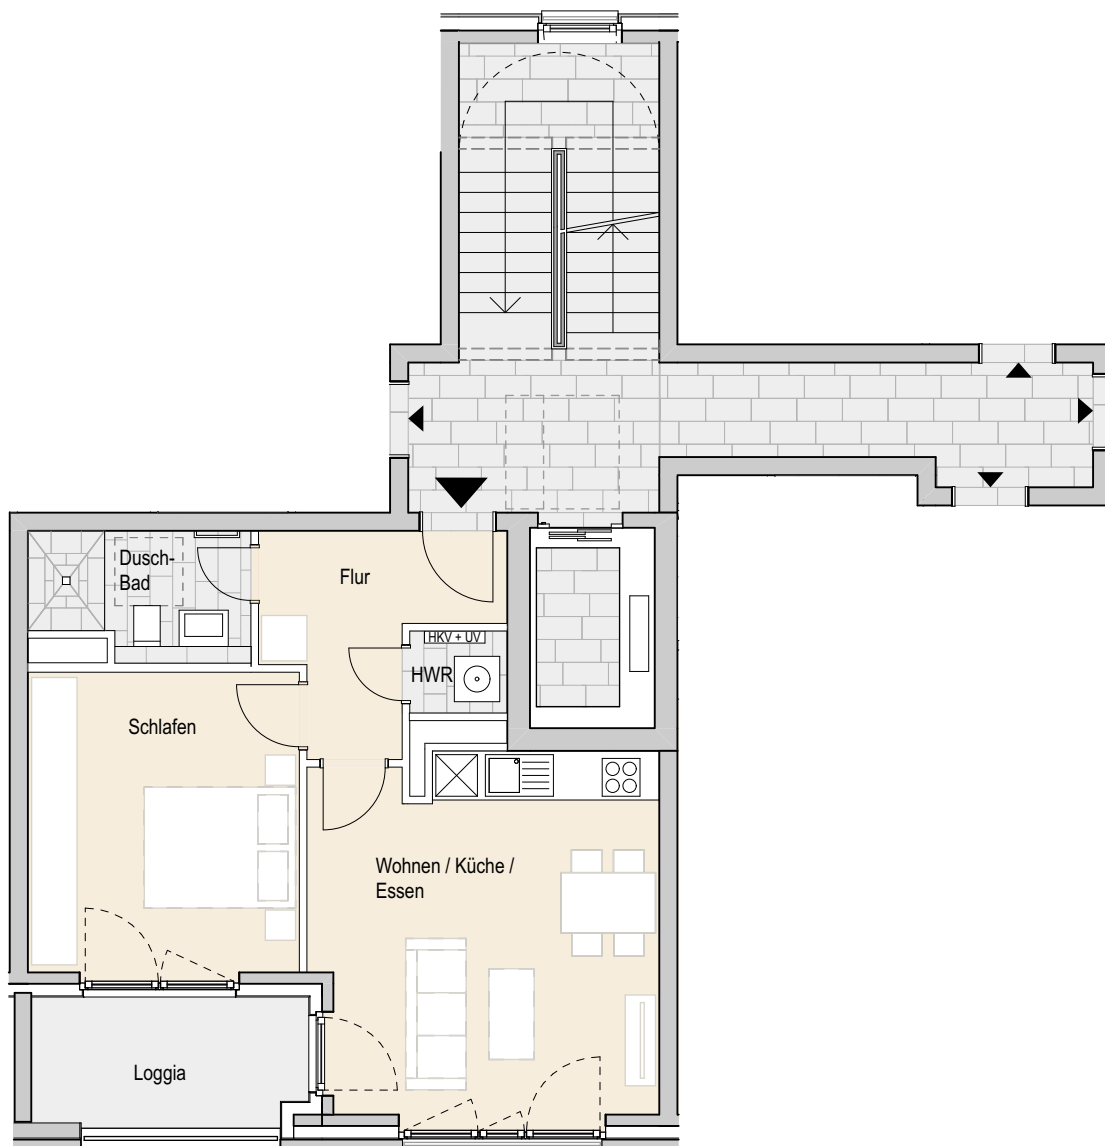 Dusch-
Bad
Flur
HKV + UV
HWR
Schlafen
Wohnen / Küche /
Essen
Loggia